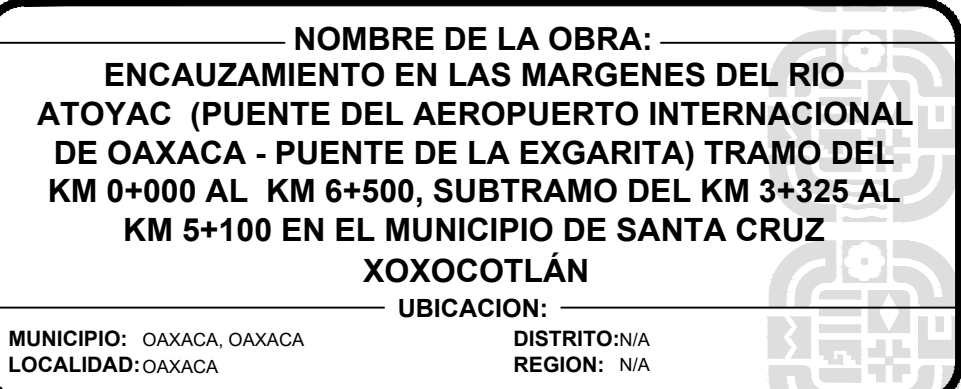 NOMBRE DE LA OBRA:
ENCAUZAMIENTO EN LAS MARGENES DEL RIO
ATOYAC (PUENTE DEL AEROPUERTO INTERNACIONAL
DE OAXACA - PUENTE DE LA EXGARITA) TRAMO DEL
KM 0+000 AL KM 6+500, SUBTRAMO DEL KM 3+325 AL
KM 5+100 EN EL MUNICIPIO DE SANTA CRUZ
XOXOCOTLÁN
UBICACION:
MUNICIPIO: OAXACA, OAXACA DISTRITO:N/A
LOCALIDAD:OAXACA REGION: N/A